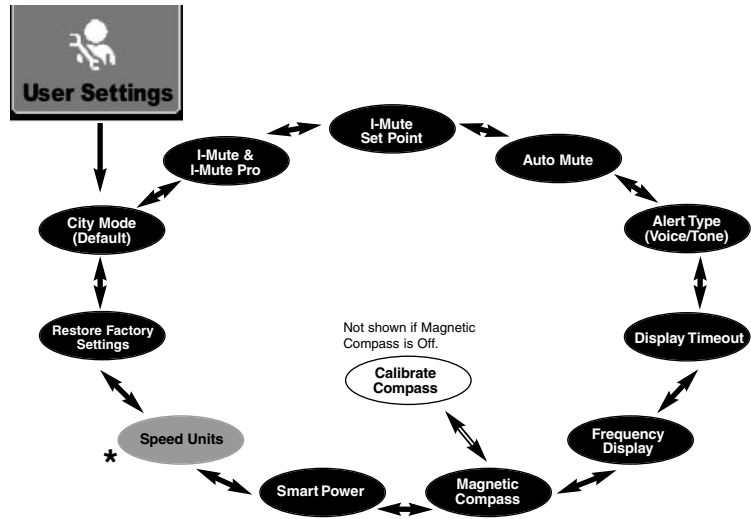 User Settings
I-Mute
Set Point
I-Mute &
I-Mute Pro
Auto Mute
City Mode
(Default)
Alert Type
(Voice/Tone)
Restore Factory
Settings
Not shown if Magnetic
Compass is Off.
Display Timeout
Calibrate
Compass
* Speed Units
Frequency
Display
Smart Power
Magnetic
Compass